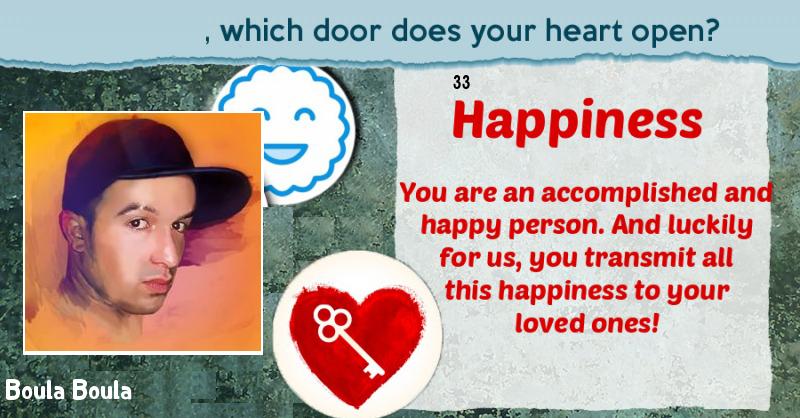 , which door does your heart open?
33
Happiness
You are an accomplished and
happy person. And luckily
for us, you transmit all
this happiness to your
loved ones!
Boula Boula